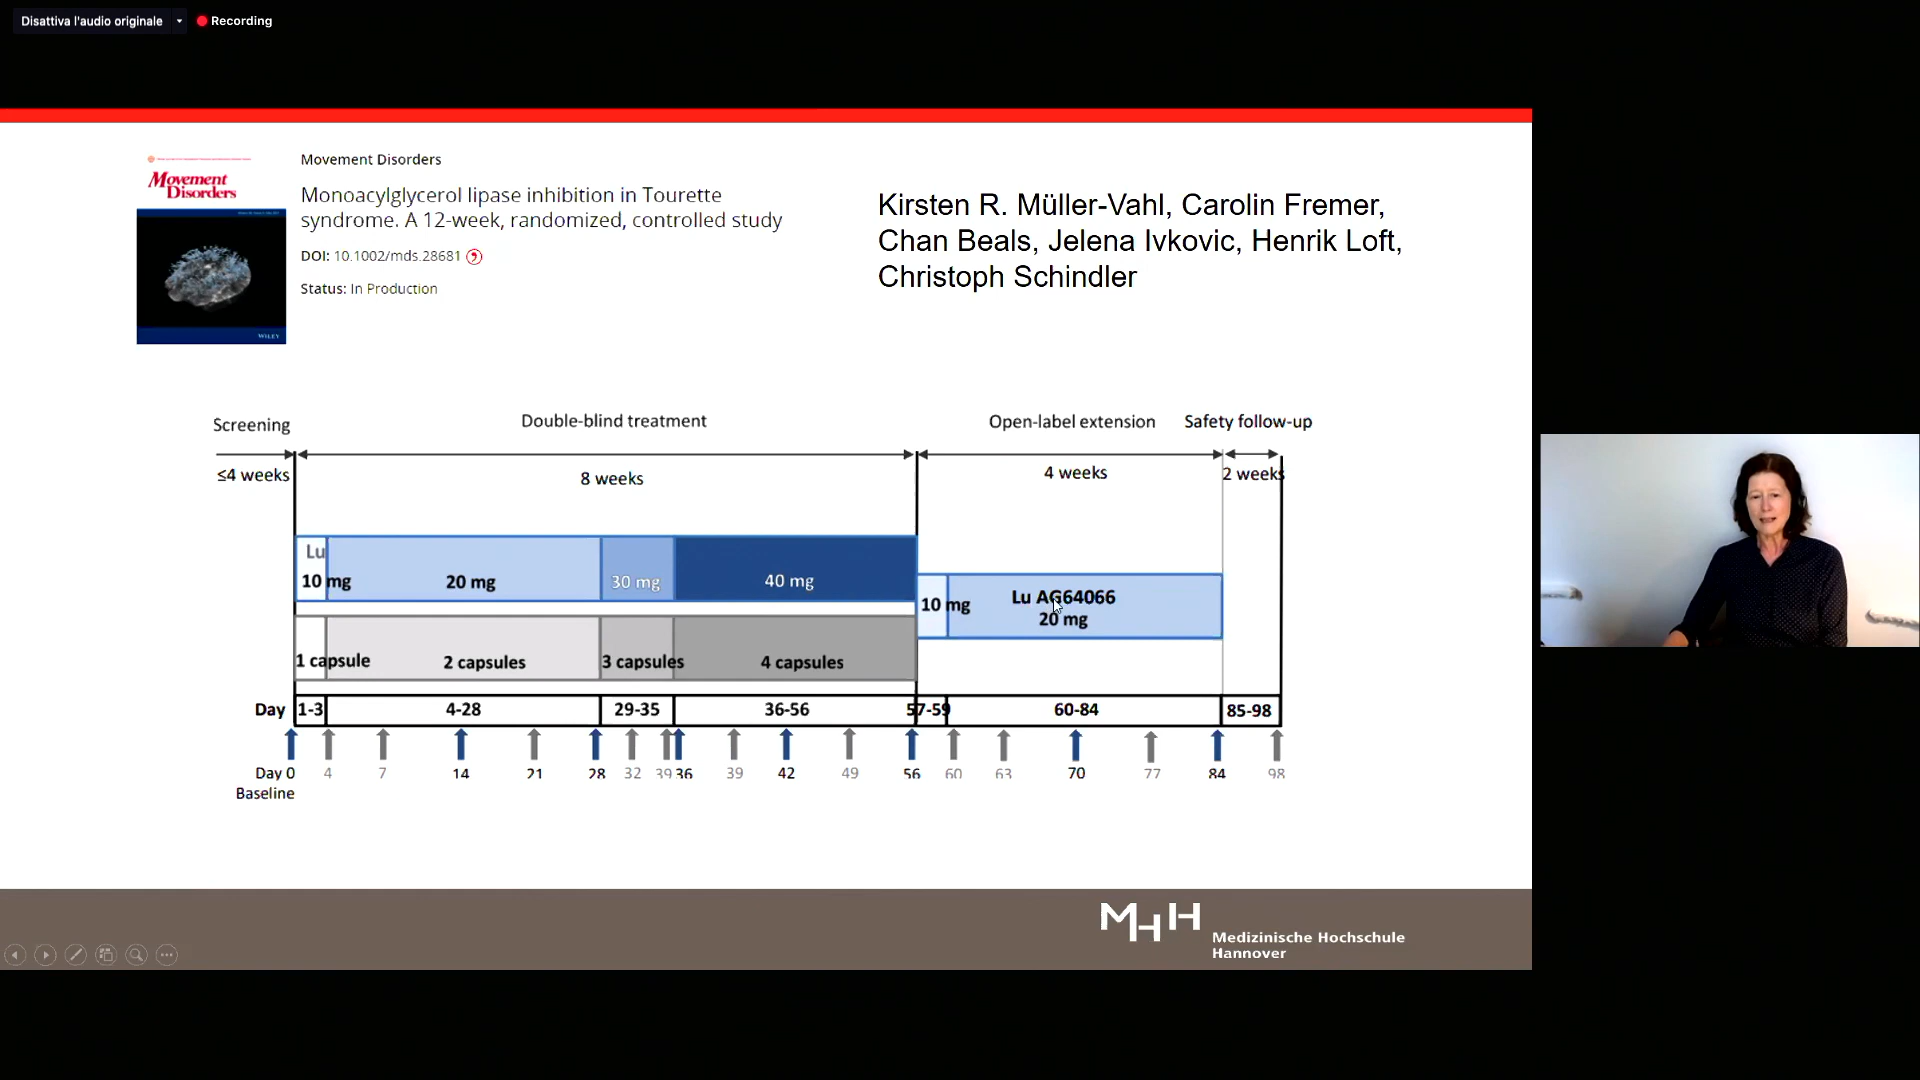 Disattiva l'audio originale
Recording
Movement Disorders
Movement
Disorders
Monoacylglycerol lipase inhibition in Tourette
syndrome. A 12-week, randomized, controlled study
DOI: 10.1002/mds.28681
Status: In Production
WILEY
Kirsten R. Müller-Vahl, Carolin Fremer,
Chan Beals, Jelena Ivkovic, Henrik Loft,
Christoph Schindler
Screening Double-blind treatment Open-label extension Safety follow-up
≤4 weeks 8 weeks 4 weeks 2 weeks
Lu
10 mg 20 mg 30 mg 40 mg
10 mg Lu AG64066
20 mg
1 capsule 2 capsules 3 capsules 4 capsules
Day 1-3 4-28 29-35 36-56 57-59 60-84 85-98
Day 0 4 7 14 21 28 32 39 36 39 42 49 56 60 63 70 77 84 98
Baseline
MHH
Medizinische Hochschule
Hannover